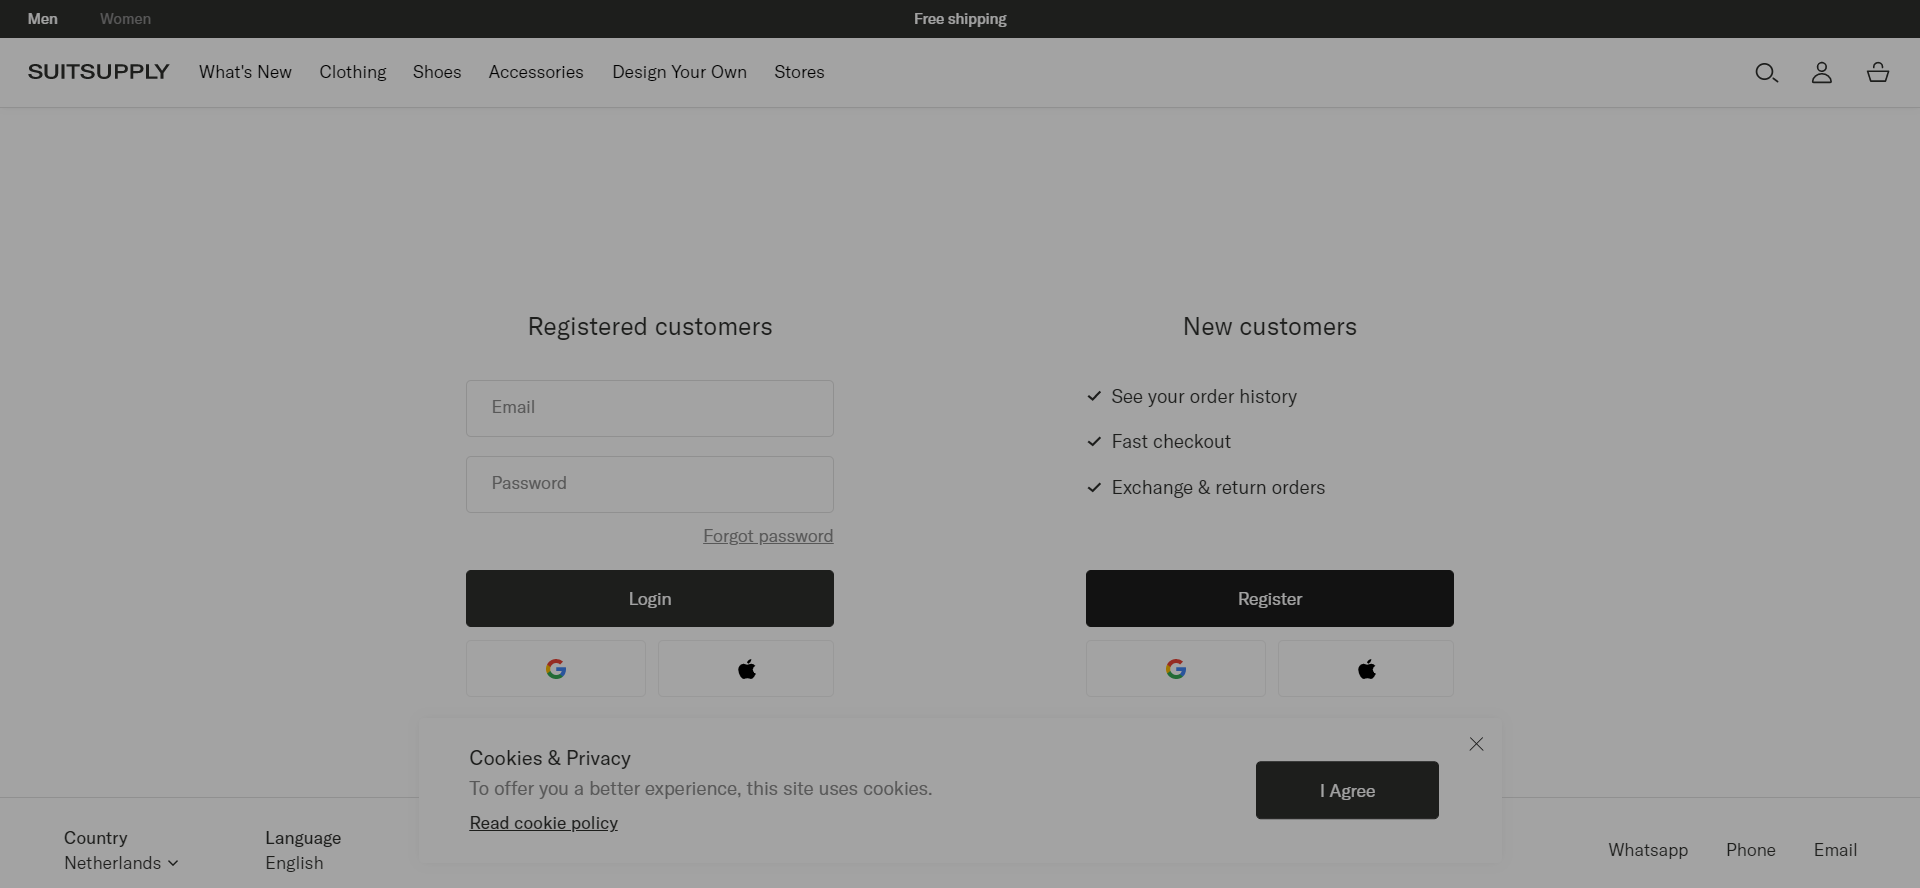 Men
Women
Free shipping
SUITSUPPLY
What's New
Clothing
Shoes
Accessories
Design Your Own
Stores
Registered customers
Email
Password
Forgot password
Login
New customers
See your order history
Fast checkout
Exchange & return orders
Register
Cookies & Privacy
To offer you a better experience, this site uses cookies.
Read cookie policy
I Agree
Country
Netherlands
Language
English
Whatsapp
Phone
Email